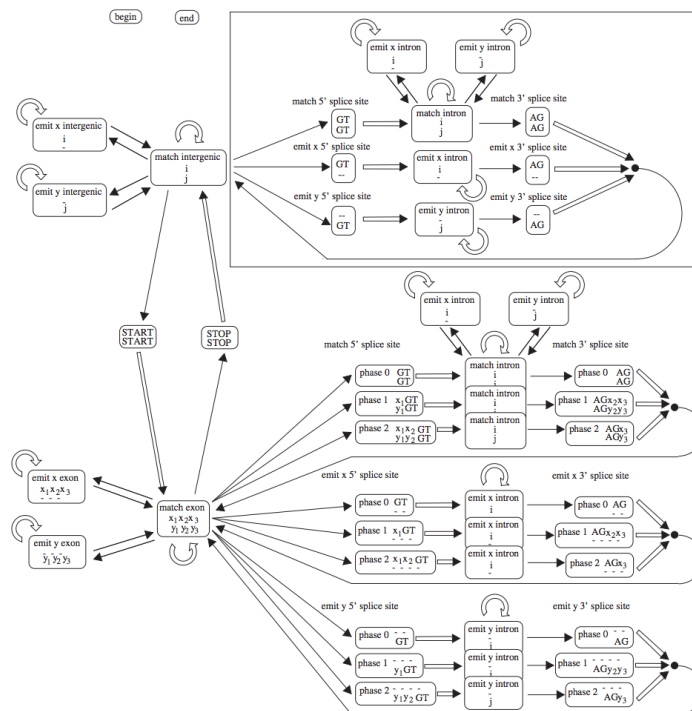 begin
end
emit x intron
i
-
emit y intron
-
j
match 5' splice site
match 3' splice site
emit x intergenic
i
-
match intergenic
i
j
GT
GT
match intron
i
j
AG
AG
emit x 5' splice site
emit x 3' splice site
GT
--
emit x intron
i
-
AG
--
emit y intergenic
-
j
emit y 5' splice site
emit y 3' splice site
--
GT
emit y intron
-
j
--
AG
START
START
STOP
STOP
emit x intron
i
-
emit y intron
-
j
match 5' splice site
match 3' splice site
phase 0 GT
GT
match intron
i
phase 0 AG
AG
phase 1 x1GT
y1GT
match intron
i
phase 1 AGx2x3
AGy2y3
phase 2 x1x2 GT
y1y2 GT
match intron
i
j
phase 2 AGx3
AGy3
emit x exon
x1x2x3
- - -
match exon
x1x2x3
y1 y2 y3
emit y exon
- - -
y1y2y3
emit x 5' splice site
emit x 3' splice site
phase 0 GT
- -
emit x intron
i
phase 0 AG
- -
phase 1 x1GT
- - -
emit x intron
i
phase 1 AGx2x3
- - - -
phase 2 x1x2 GT
- - - -
emit x intron
i
-
phase 2 AGx3
- - -
emit y 5' splice site
emit y 3' splice site
phase 0 - -
GT
emit y intron
-
phase 0 - -
AG
phase 1 - - -
y1GT
emit y intron
-
phase 1 - - - -
AGy2y3
phase 2 - - - -
y1y2 GT
emit y intron
-
j
phase 2 - - -
AGy3